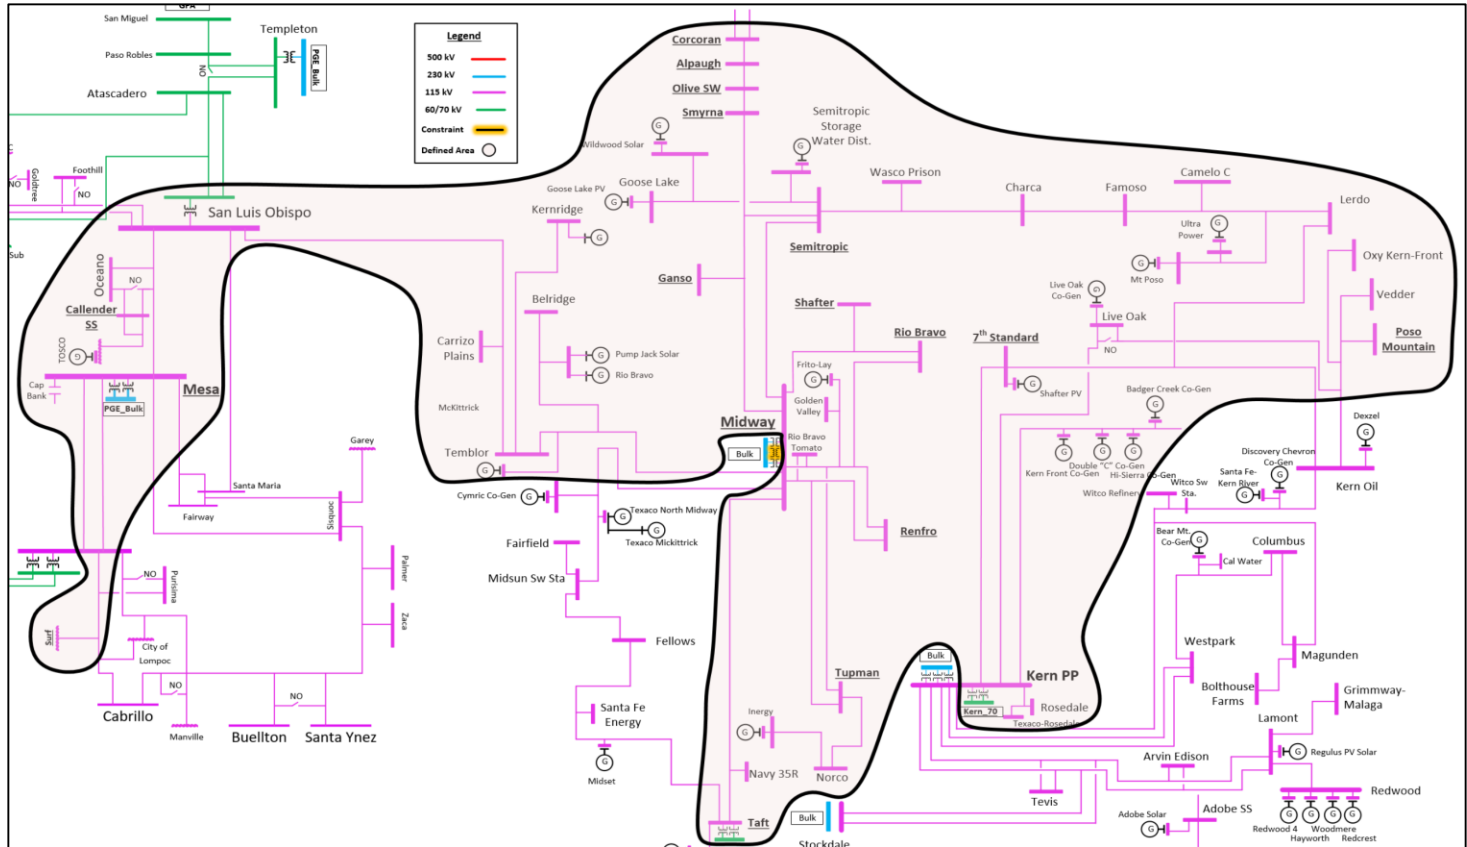 GFA
San Miguel
Templeton
Paso Robles
PGE_Bulk
NO
Atascadero
Legend
500 kV
230 kV
115 kV
60/70 kV
Constraint
Defined Area
Corcoran
Alpaugh
Olive SW
Smyrna
Semitropic
Storage
Water Dist.
G
G
Wildwood Solar
Foothill
Goldtree
NO
NO
San Luis Obispo
Goose Lake PV
Goose Lake
G
Kernridge
G
Wasco Prison
Charca
Famoso
Camelo C
Lerdo
Ultra
Power
G
Semitropic
Oxy Kern-Front
Sub
Oceano
NO
Callender
SS
TOSCO
G
Ganso
Mt Poso
G
Live Oak
Co-Gen
G
Vedder
Belridge
Shafter
Live Oak
NO
Poso
Mountain
Carrizo
Plains
G
Pump Jack Solar
G
Rio Bravo
Rio Bravo
7th Standard
Frito-Lay
G
G
Shafter PV
Cap
Bank
Mesa
PGE_Bulk
McKittrick
Golden
Valley
Badger Creek Co-Gen
G
Midway
Dexzel
G
Garey
Temblor
G
Bulk
Rio Bravo
Tomato
G
G
G
Kern Front Co-Gen
Double "C" Co-Gen
Hi-Sierra Co-Gen
Discovery Chevron
Co-Gen
G
Santa Fe-
Kern River
G
Kern Oil
Witco Sw
Sta.
Witco Refinery
Santa Maria
Fairway
Sisquoc
Cymric Co-Gen
G
G
Texaco North Midway
G
Texaco Mickittrick
Renfro
Fairfield
Bear Mt.
Co-Gen
G
Columbus
Cal Water
Midsun Sw Sta
NO
Purisima
Palmer
Zaca
Surf
City of
Lompoc
Fellows
Westpark
Magunden
Bulk
Kern PP
Tupman
Bolthouse
Farms
Grimmway-
Malaga
NO
NO
Cabrillo
Manville
Buellton
Santa Ynez
Santa Fe
Energy
Kern_70
Rosedale
Texaco-Rosedale
Inergy
G
Lamont
G
Regulus PV Solar
G
Midset
Navy 35R
Norco
Arvin Edison
Tevis
Redwood
Taft
Bulk
Stockdale
Adobe Solar
G
Adobe SS
G
G
G
G
Redwood 4
Woodmere
Hayworth
Redcrest